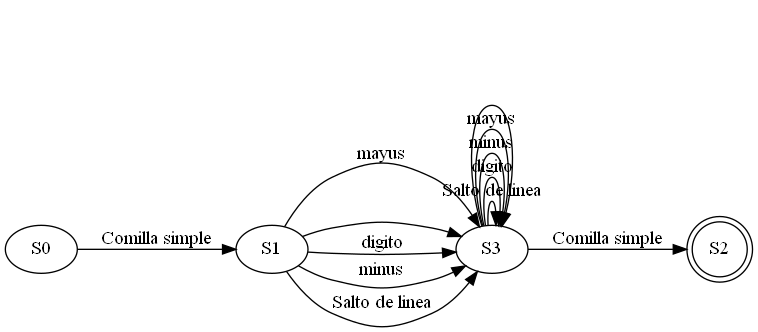 mayus
minus
digito
Salto de linea
mayus
Comilla simple
digito
minus
Salto de linea
Comilla simple
S0
S1
S3
S2